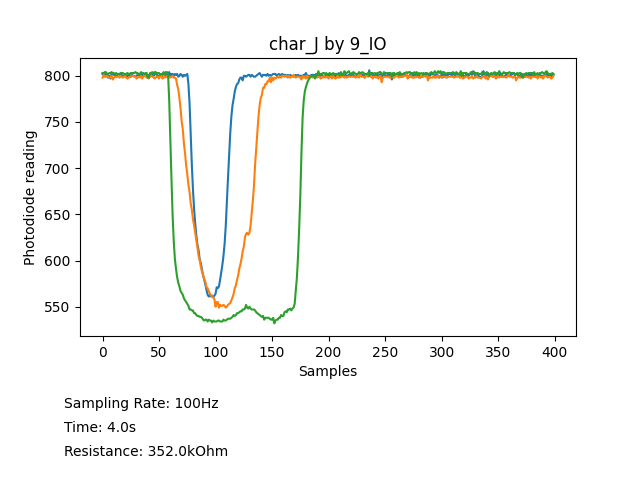 char_J by 9_IO
800
750
700
650
600
550
Photodiode reading
0 50 100 150 200 250 300 350 400
Samples
Sampling Rate: 100Hz
Time: 4.0s
Resistance: 352.0kOhm